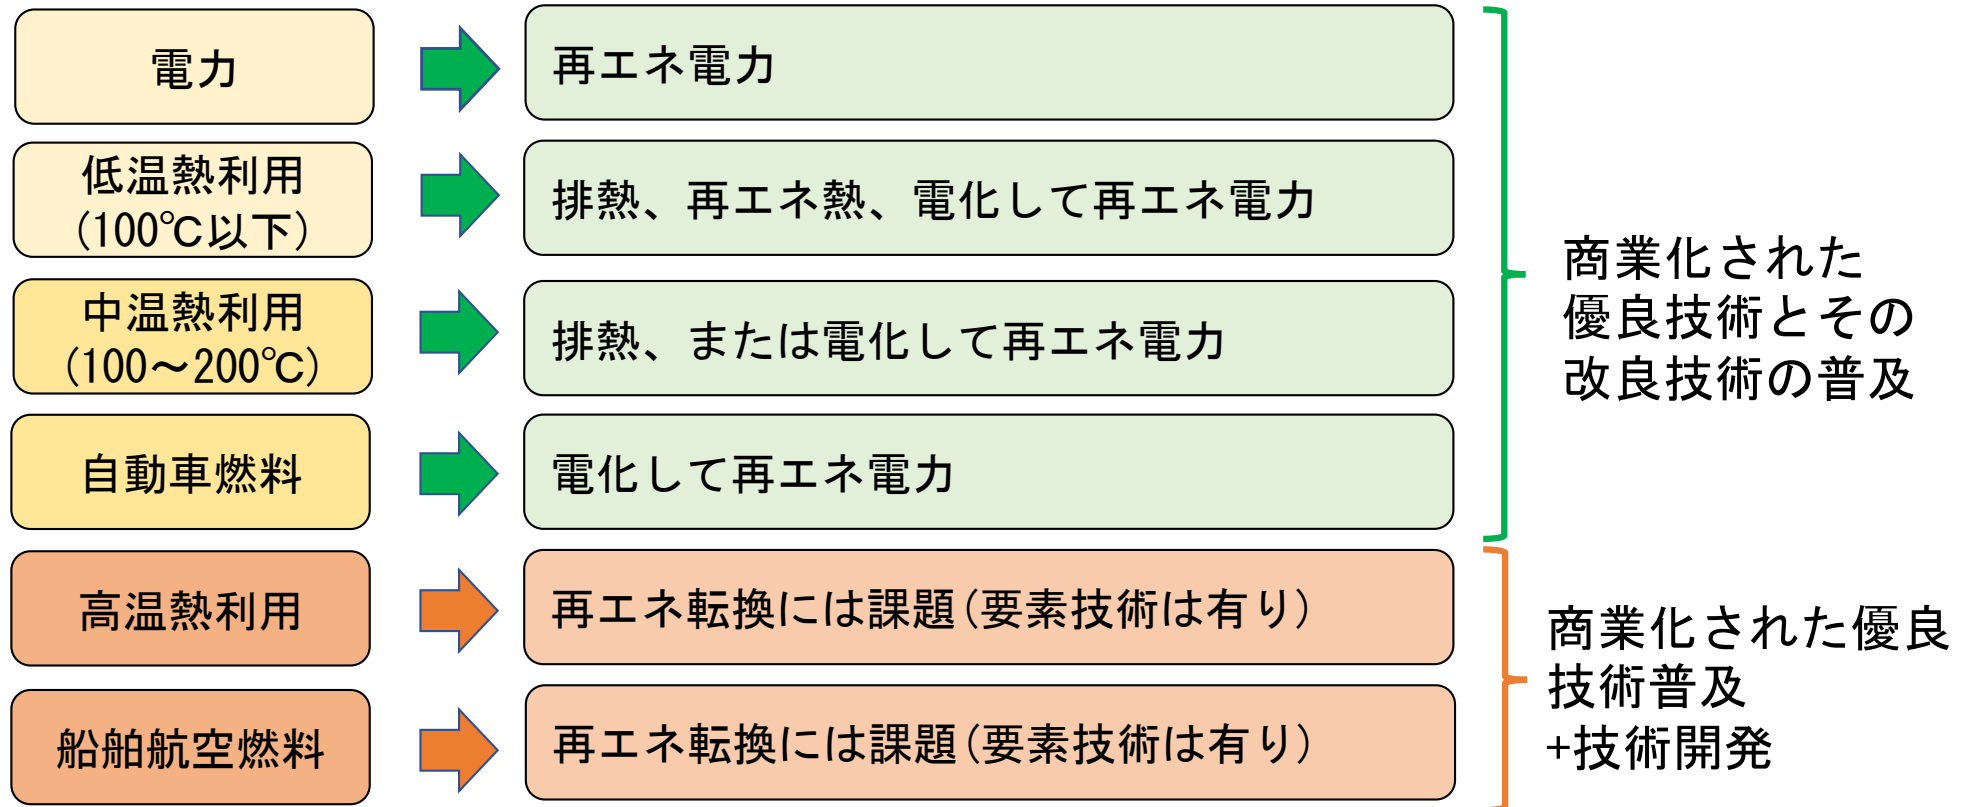 電力
再エネ電力
低温熱利用
(100℃以下)
排熱、再エネ熱、電化して再エネ電力
中温熱利用
(100～200℃)
排熱、または電化して再エネ電力
自動車燃料
電化して再エネ電力
商業化された
優良技術とその
改良技術の普及
高温熱利用
再エネ転換には課題(要素技術は有り)
船舶航空燃料
再エネ転換には課題(要素技術は有り)
商業化された優良
技術普及
+技術開発